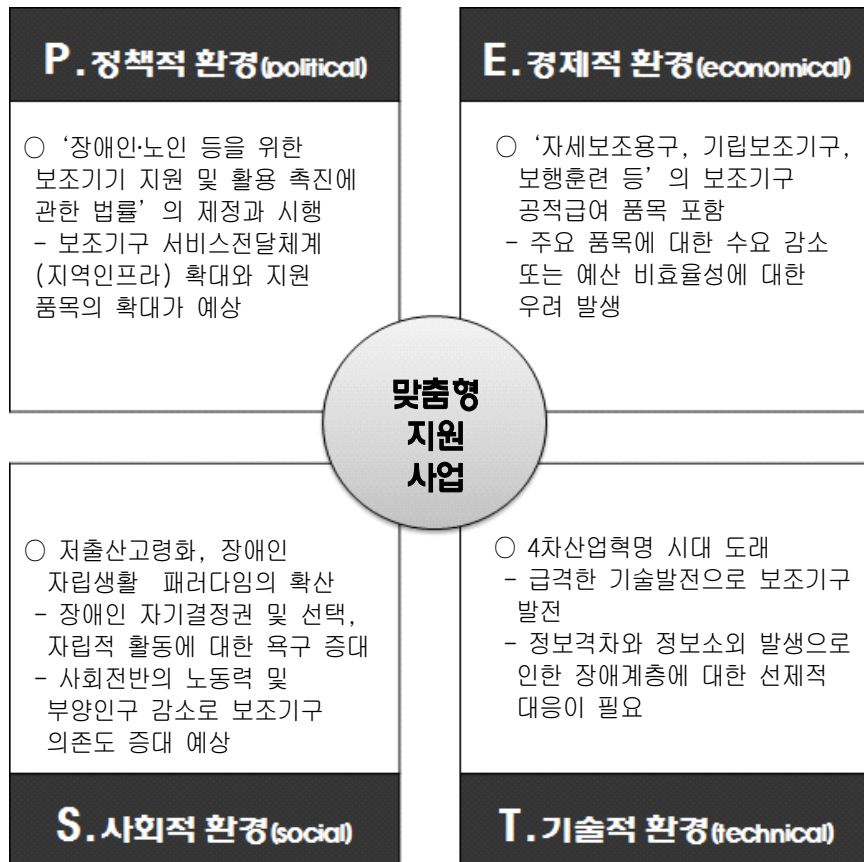 P.정책적 환경(political)
○ ‘장애인·노인 등을 위한
보조기기 지원 및 활용 촉진에
관한 법률’의 제정과 시행
- 보조기구 서비스전달체계
(지역인프라) 확대와 지원
품목의 확대가 예상
E.경제적 환경(economical)
○ ‘자세보조용구, 기립보조기구,
보행훈련 등’의 보조기구
공적급여 품목 포함
- 주요 품목에 대한 수요 감소
또는 예산 비효율성에 대한
우려 발생
맞춤형
지원
사업
○ 저출산고령화, 장애인
자립생활 패러다임의 확산
- 장애인 자기결정권 및 선택,
자립적 활동에 대한 욕구 증대
- 사회전반의 노동력 및
부양인구 감소로 보조기구
의존도 증대 예상
S.사회적 환경(social)
○ 4차산업혁명 시대 도래
- 급격한 기술발전으로 보조기구
발전
- 정보격차와 정보소외 발생으로
인한 장애계층에 대한 선제적
대응이 필요
T.기술적 환경(technical)